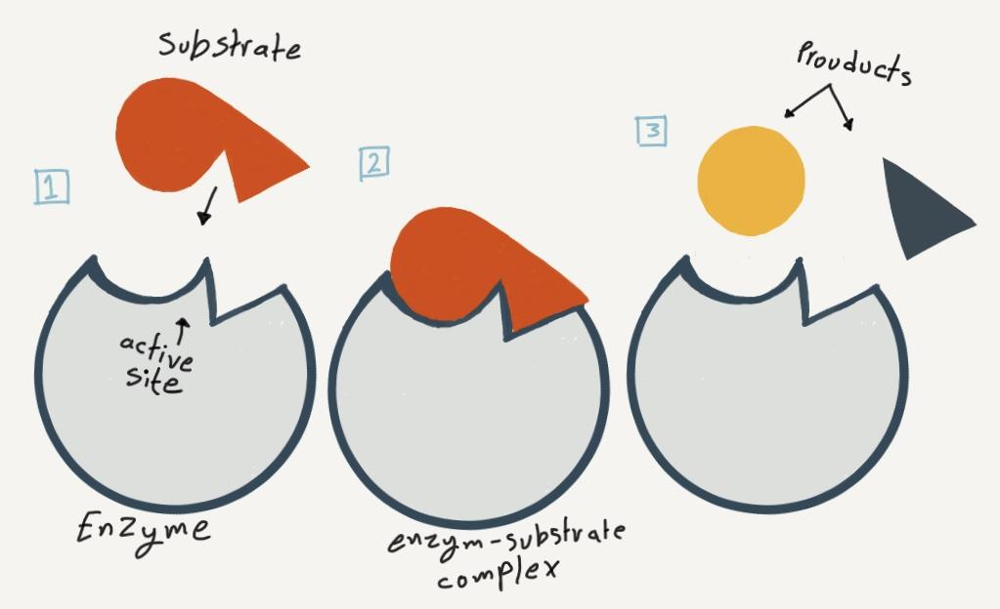 Substrate
1
active
site
Enzyme
2
enzym-substrate
complex
3
Prouducts